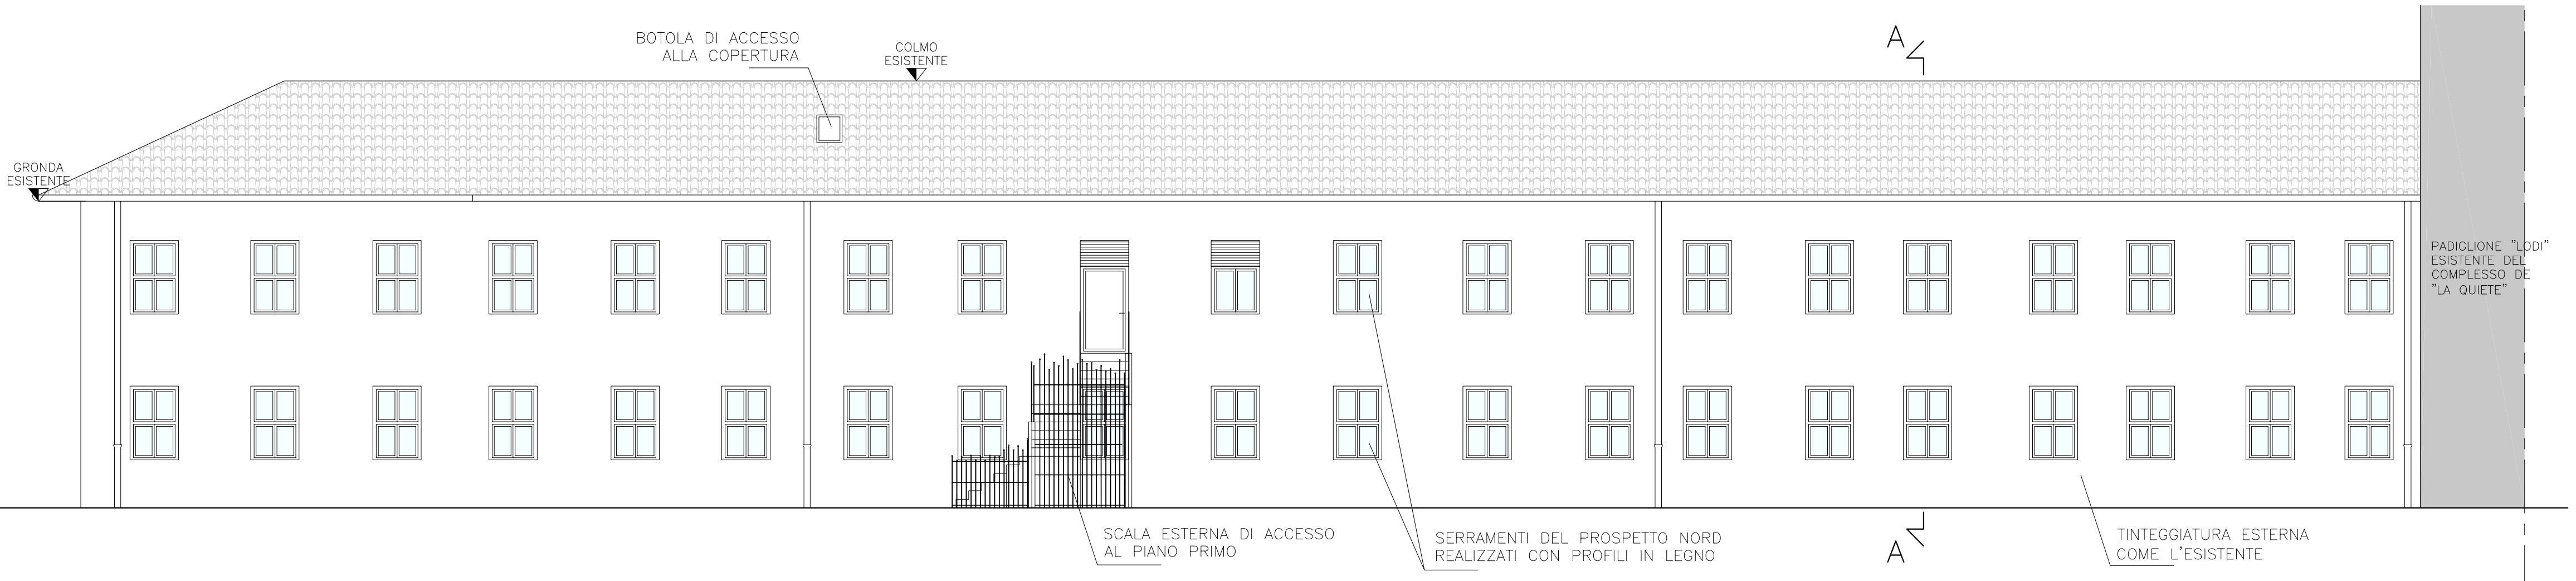 BOTOLA DI ACCESSO
ALLA COPERTURA
COLMO
ESISTENTE
A
GRONDA
ESISTENTE
PADIGLIONE "LODI"
ESISTENTE DEL
COMPLESSO DE
"LA QUIETE"
SCALA ESTERNA DI ACCESSO
AL PIANO PRIMO
SERRAMENTI DEL PROSPETTO NORD
REALIZZATI CON PROFILI IN LEGNO
A
TINTEGGIATURA ESTERNA
COME L'ESISTENTE